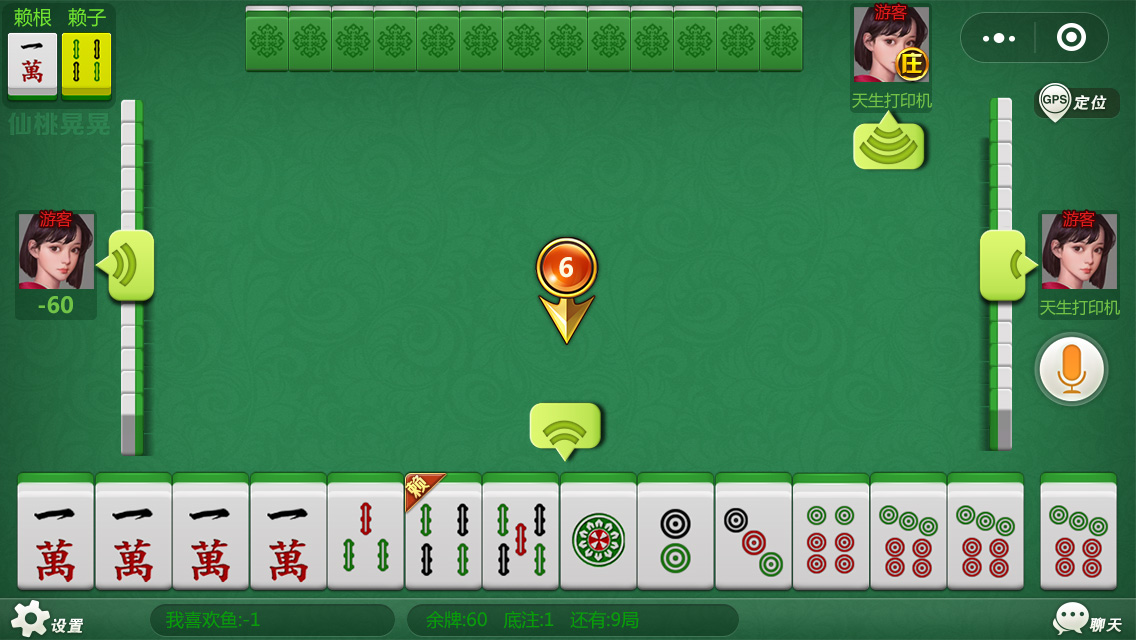 赖根 赖子
一萬
仙桃晃晃
游客
庄
天生打印机
GPS 定位
游客
-60
6
游客
天生打印机
一萬 一萬 一萬 一萬 赖
设置
我喜欢鱼:-1
余牌:60 底注:1 还有:9局
聊天